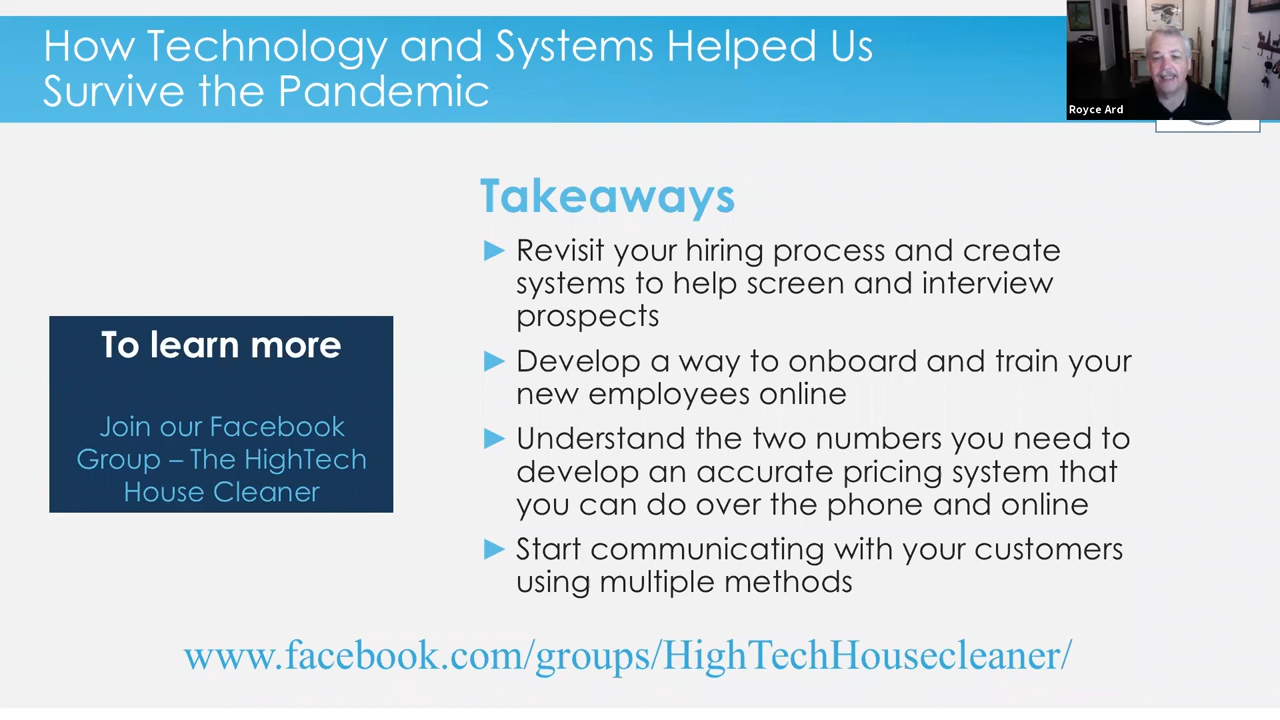 How Technology and Systems Helped Us
Survive the Pandemic
Royce Ard
Takeaways
Revisit your hiring process and create
systems to help screen and interview
prospects
Develop a way to onboard and train your
new employees online
Understand the two numbers you need to
develop an accurate pricing system that
you can do over the phone and online
Start communicating with your customers
using multiple methods
To learn more
Join our Facebook
Group – The HighTech
House Cleaner
www.facebook.com/groups/HighTechHousecleaner/